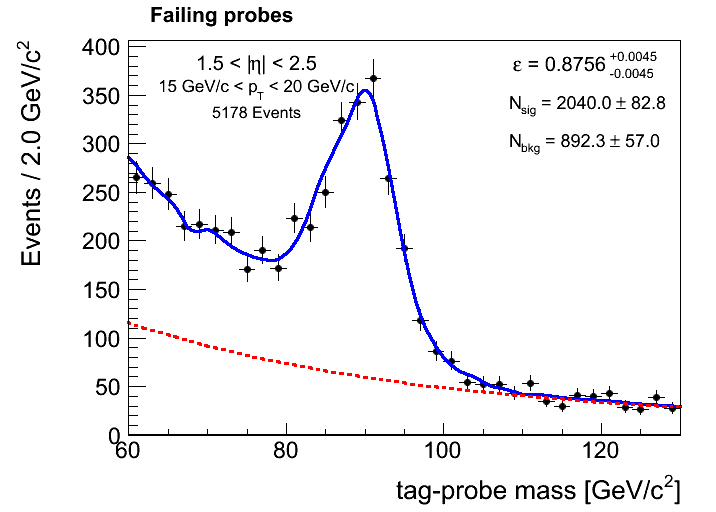 Failing probes
Events / 2.0 GeV/c²
400
350
300
250
200
150
100
50
0
1.5 < |η| < 2.5
15 GeV/c < p_T < 20 GeV/c
5178 Events
ε = 0.8756 +0.0045 -0.0045
N_sig = 2040.0 ± 82.8
N_bkg = 892.3 ± 57.0
60 80 100 120
tag-probe mass [GeV/c²]